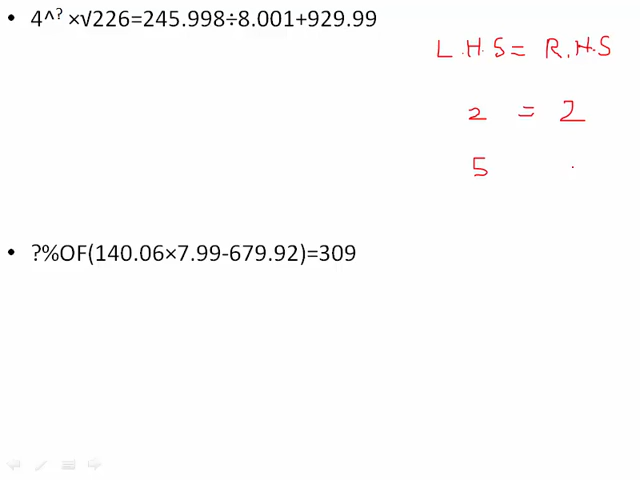 • 4^? ×√226=245.998÷8.001+929.99
L.H.S = R.H.S
2 = 2
5
• ?%OF(140.06×7.99-679.92)=309